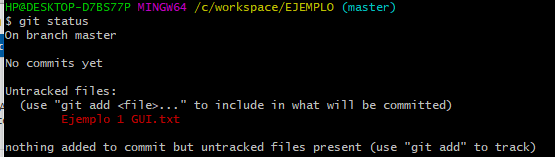 HP@DESKTOP-D7BS77P MINGW64 /c/workspace/EJEMPLO (master)
$ git status
On branch master
No commits yet
Untracked files:
(use "git add <file>..." to include in what will be committed)
Ejemplo 1 GUI.txt
nothing added to commit but untracked files present (use "git add" to track)